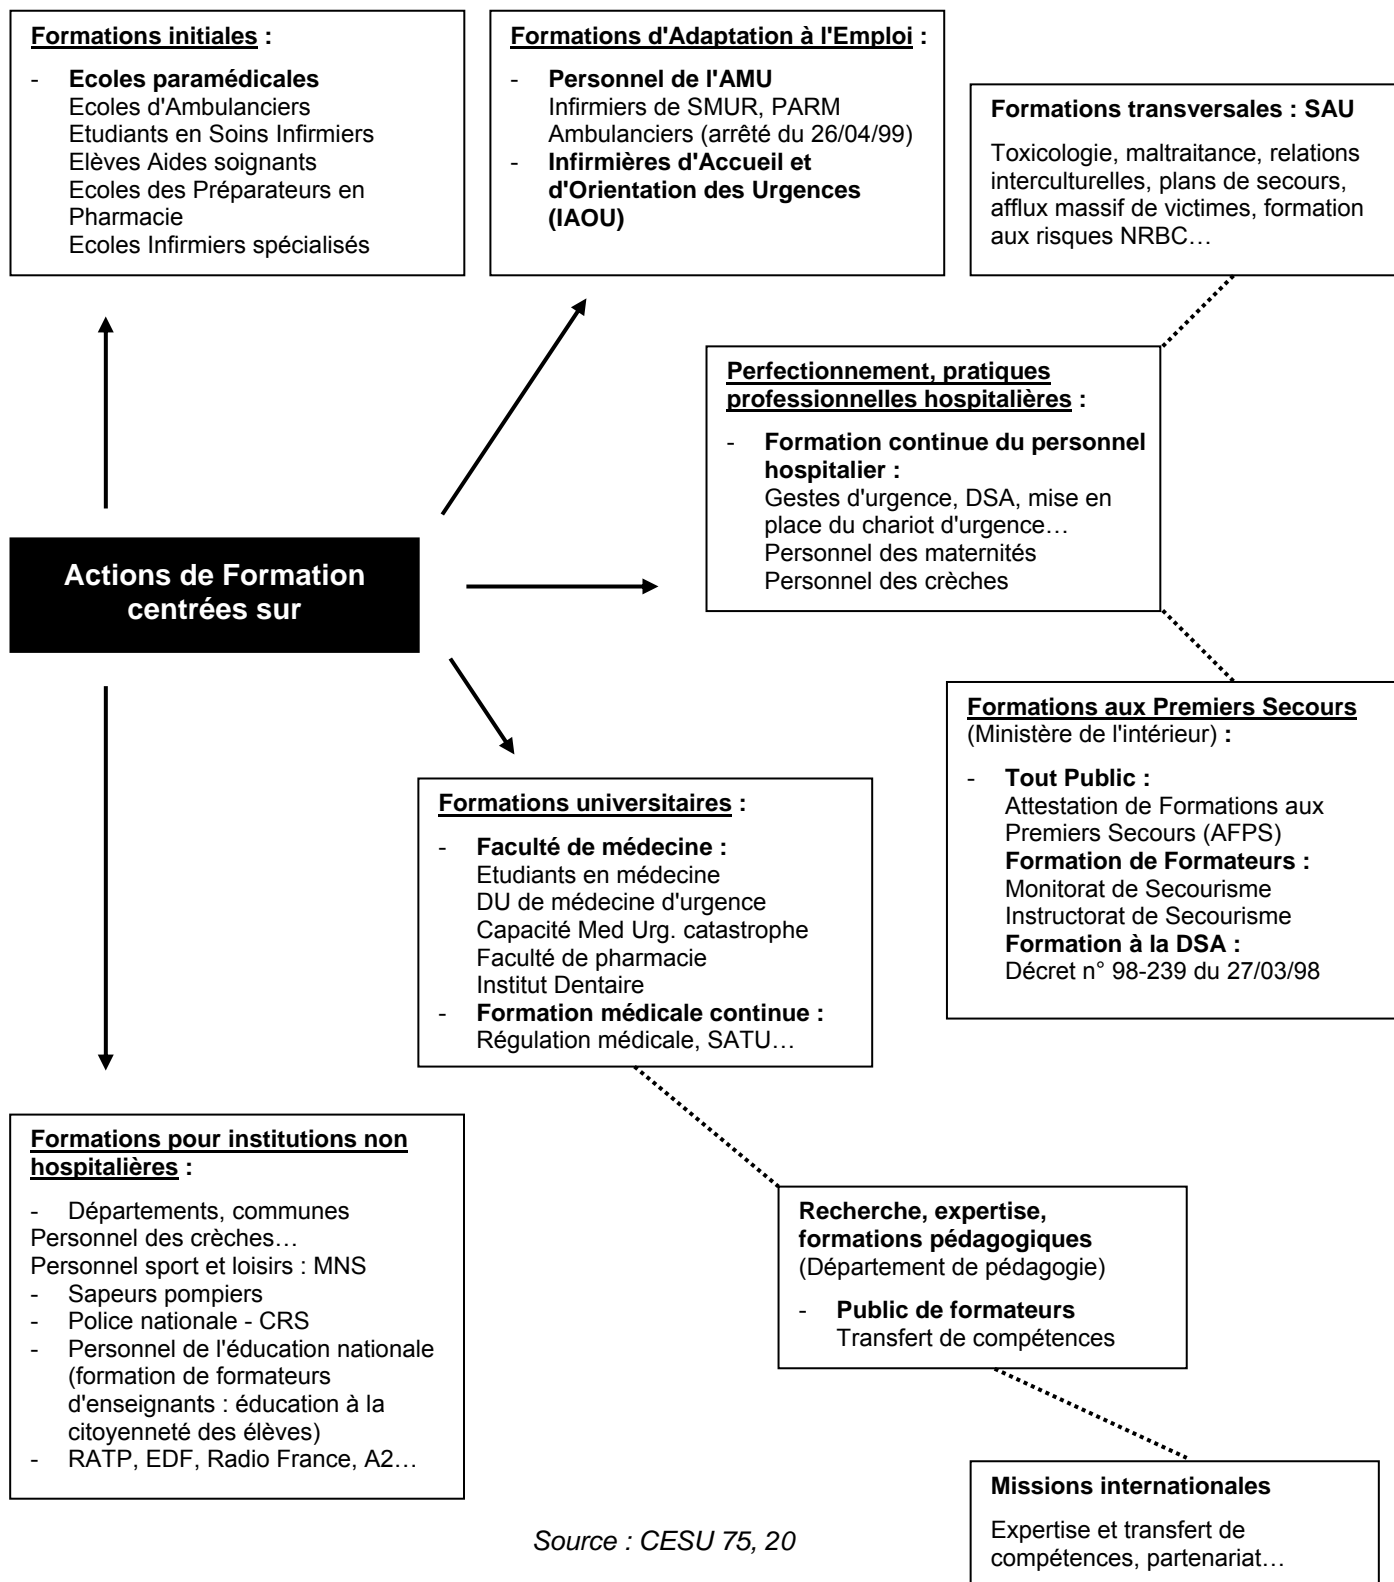 Formations initiales :
- Ecoles paramédicales
Ecoles d'Ambulanciers
Etudiants en Soins Infirmiers
Elèves Aides soignants
Ecoles des Préparateurs en
Pharmacie
Ecoles Infirmiers spécialisés
Formations d'Adaptation à l'Emploi :
- Personnel de l'AMU
Infirmiers de SMUR, PARM
Ambulanciers (arrêté du 26/04/99)
- Infirmières d'Accueil et
d'Orientation des Urgences
(IAOU)
Formations transversales : SAU
Toxicologie, maltraitance, relations
interculturelles, plans de secours,
afflux massif de victimes, formation
aux risques NRBC…
Perfectionnement, pratiques
professionnelles hospitalières :
- Formation continue du personnel
hospitalier :
Gestes d'urgence, DSA, mise en
place du chariot d'urgence…
Personnel des maternités
Personnel des crèches
Actions de Formation
centrées sur
Formations aux Premiers Secours
(Ministère de l'intérieur) :
- Tout Public :
Attestation de Formations aux
Premiers Secours (AFPS)
Formation de Formateurs :
Monitorat de Secourisme
Instructorat de Secourisme
Formation à la DSA :
Décret n° 98-239 du 27/03/98
Formations universitaires :
- Faculté de médecine :
Etudiants en médecine
DU de médecine d'urgence
Capacité Med Urg. catastrophe
Faculté de pharmacie
Institut Dentaire
- Formation médicale continue :
Régulation médicale, SATU…
Formations pour institutions non
hospitalières :
- Départements, communes
Personnel des crèches…
Personnel sport et loisirs : MNS
- Sapeurs pompiers
- Police nationale - CRS
- Personnel de l'éducation nationale
(formation de formateurs
d'enseignants : éducation à la
citoyenneté des élèves)
- RATP, EDF, Radio France, A2…
Recherche, expertise,
formations pédagogiques
(Département de pédagogie)
- Public de formateurs
Transfert de compétences
Missions internationales
Expertise et transfert de
compétences, partenariat…
Source : CESU 75, 20